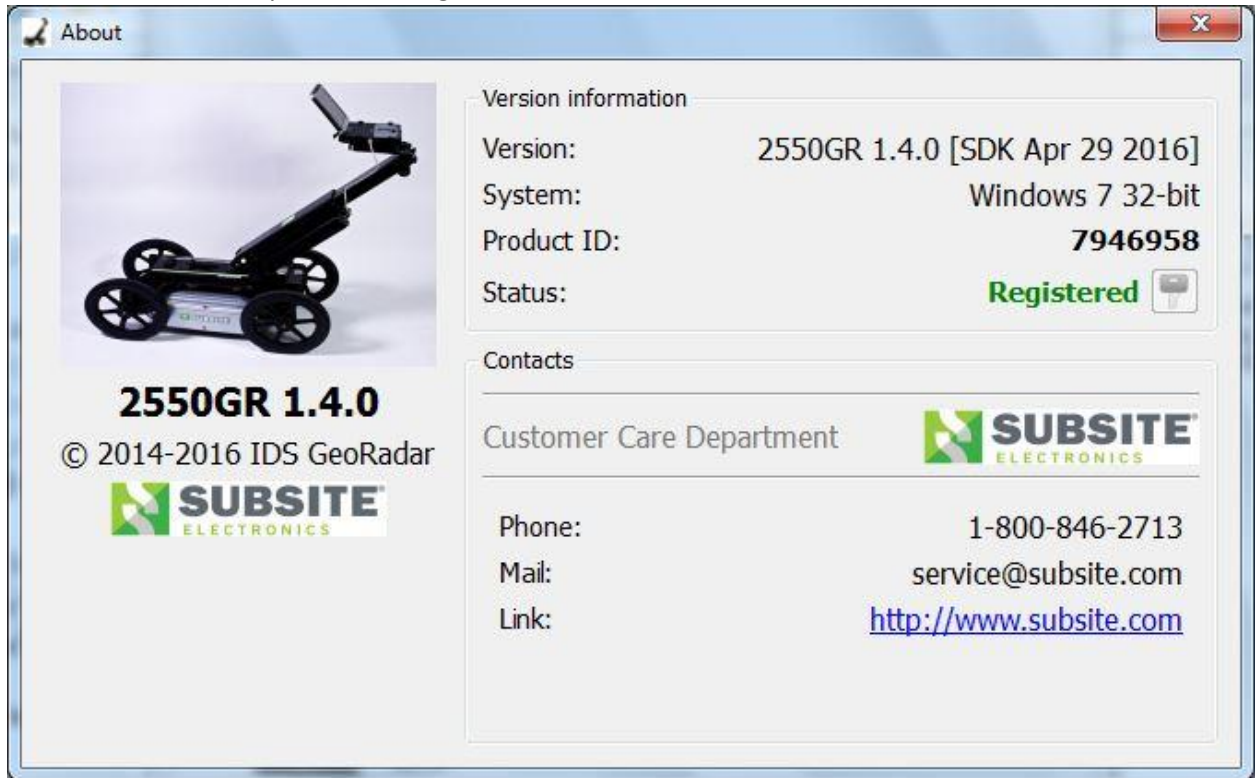 About
2550GR 1.4.0
© 2014-2016 IDS GeoRadar
SUBSITE
ELECTRONICS
Version information
Version: 2550GR 1.4.0 [SDK Apr 29 2016]
System: Windows 7 32-bit
Product ID: 7946958
Status: Registered
Contacts
Customer Care Department
SUBSITE
ELECTRONICS
Phone: 1-800-846-2713
Mail: service@subsite.com
Link: http://www.subsite.com